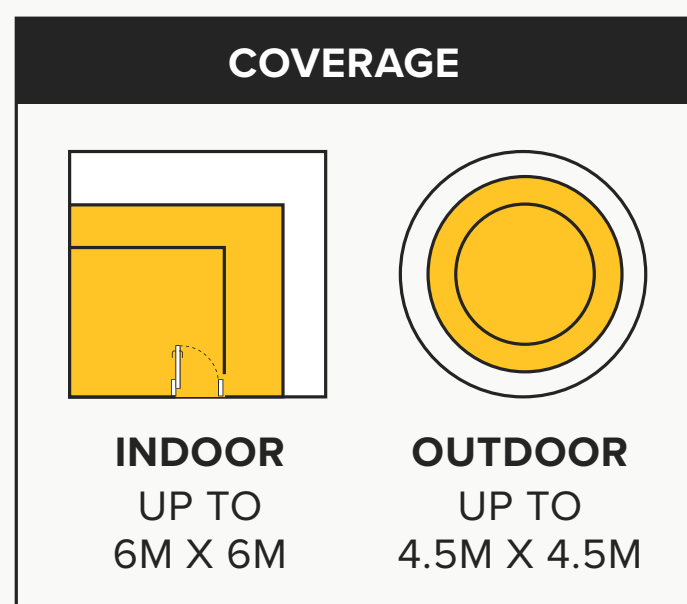 COVERAGE
INDOOR
UP TO
6M X 6M
OUTDOOR
UP TO
4.5M X 4.5M